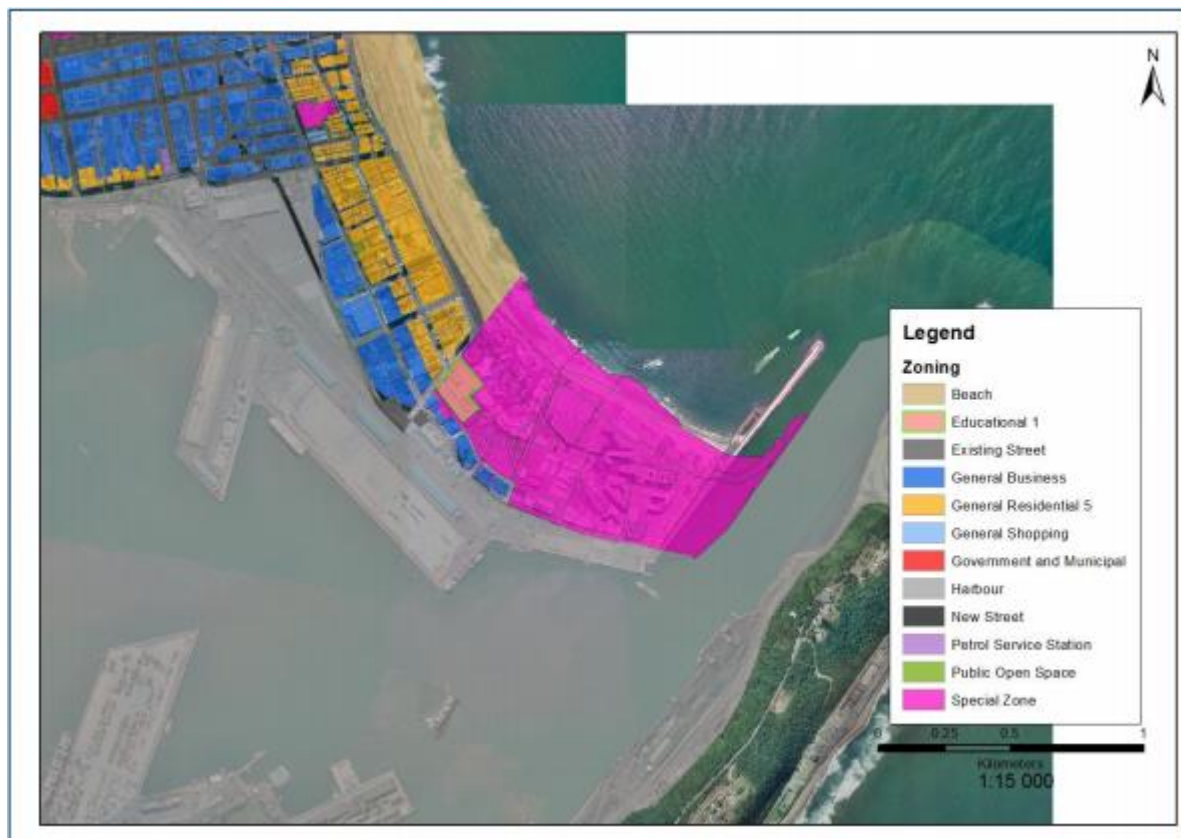 N
Legend
Zoning
Beach
Educational 1
Existing Street
General Business
General Residential 5
General Shopping
Government and Municipal
Harbour
New Street
Petrol Service Station
Public Open Space
Special Zone
0 0.25 0.5 1
Kilometers
1:15 000